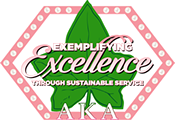 EXEMPLIFYING
Excellence
THROUGH SUSTAINABLE SERVICE
AKA